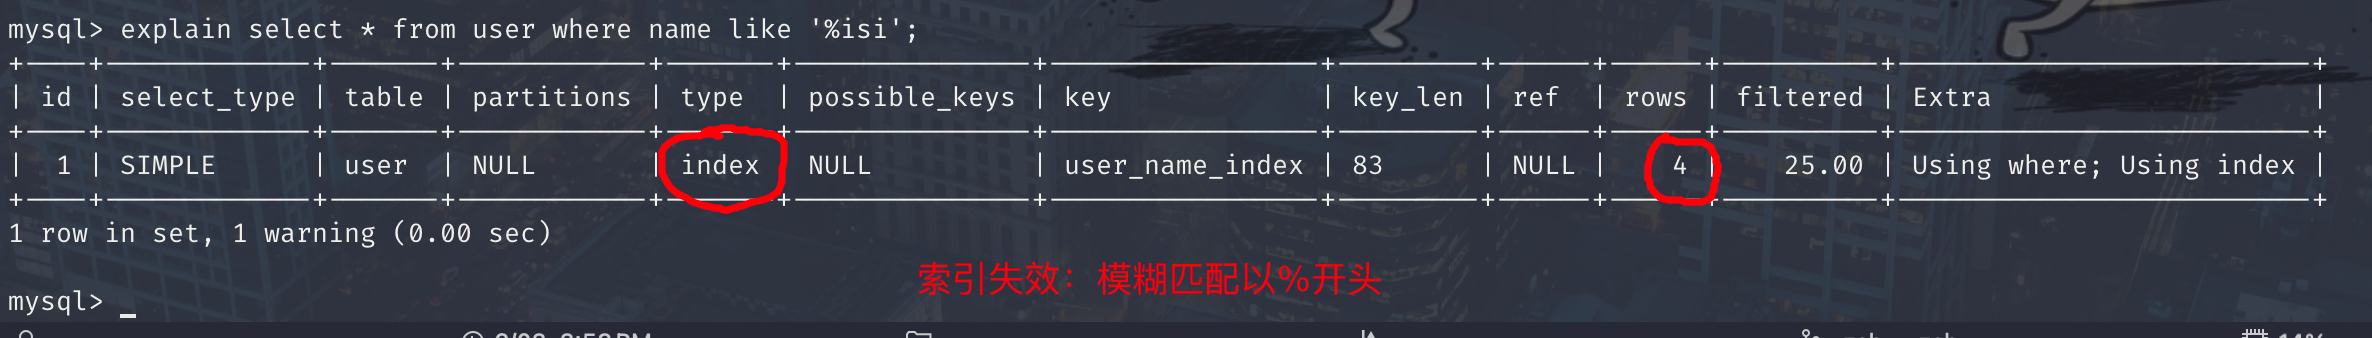 mysql> explain select * from user where name like '%isi';
+----+-------------+-------+------------+-------+---------------+-----------------+---------+------+------+----------+--------------------------+
| id | select_type | table | partitions | type | possible_keys | key | key_len | ref | rows | filtered | Extra |
+----+-------------+-------+------------+-------+---------------+-----------------+---------+------+------+----------+--------------------------+
| 1 | SIMPLE | user | NULL | index | NULL | user_name_index | 83 | NULL | 4 | 25.00 | Using where; Using index |
+----+-------------+-------+------------+-------+---------------+-----------------+---------+------+------+----------+--------------------------+
1 row in set, 1 warning (0.00 sec)
索引失效：模糊匹配以%开头
mysql> _